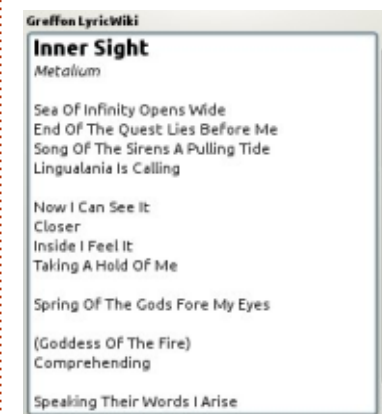 Greffon LyricWiki
Inner Sight
Metalium
Sea Of Infinity Opens Wide
End Of The Quest Lies Before Me
Song Of The Sirens A Pulling Tide
Lingualania Is Calling
Now I Can See It
Closer
Inside I Feel It
Taking A Hold Of Me
Spring Of The Gods Fore My Eyes
(Goddess Of The Fire)
Comprehending
Speaking Their Words I Arise